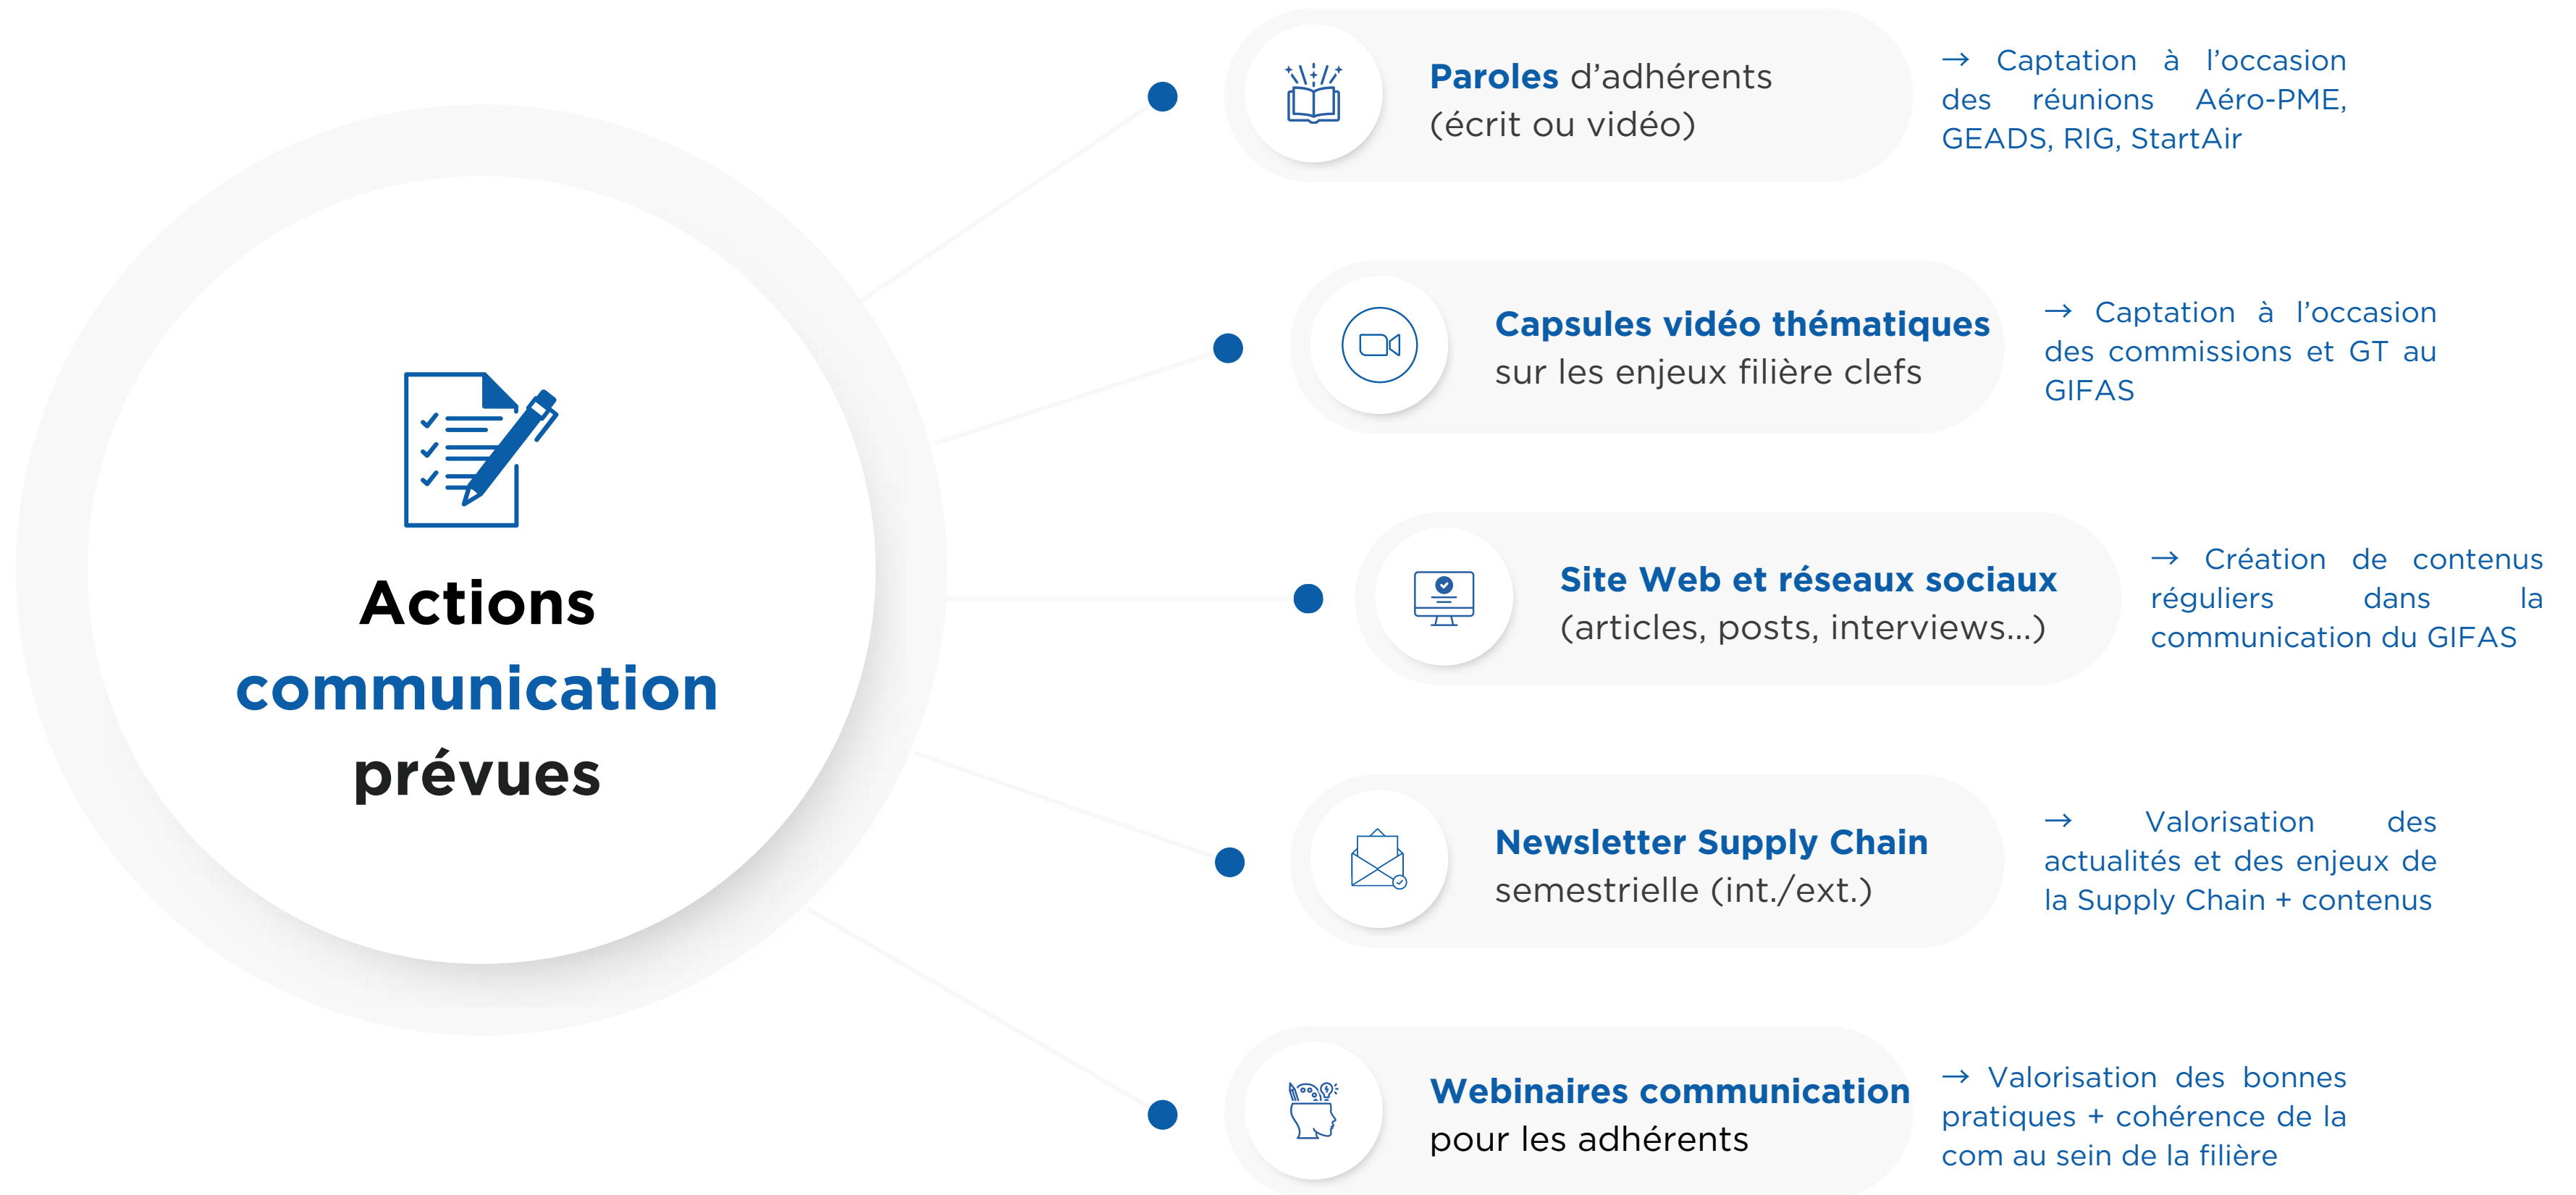 Actions
communication
prévues
Paroles d’adhérents
(écrit ou vidéo)
→ Captation à l’occasion
des réunions Aéro-PME,
GEADS, RIG, StartAir
Capsules vidéo thématiques
sur les enjeux filière clefs
→ Captation à l’occasion
des commissions et GT au
GIFAS
Site Web et réseaux sociaux
(articles, posts, interviews...)
→ Création de contenus
réguliers dans la
communication du GIFAS
Newsletter Supply Chain
semestrielle (int./ext.)
→ Valorisation des
actualités et des enjeux de
la Supply Chain + contenus
Webinaires communication
pour les adhérents
→ Valorisation des bonnes
pratiques + cohérence de la
com au sein de la filière